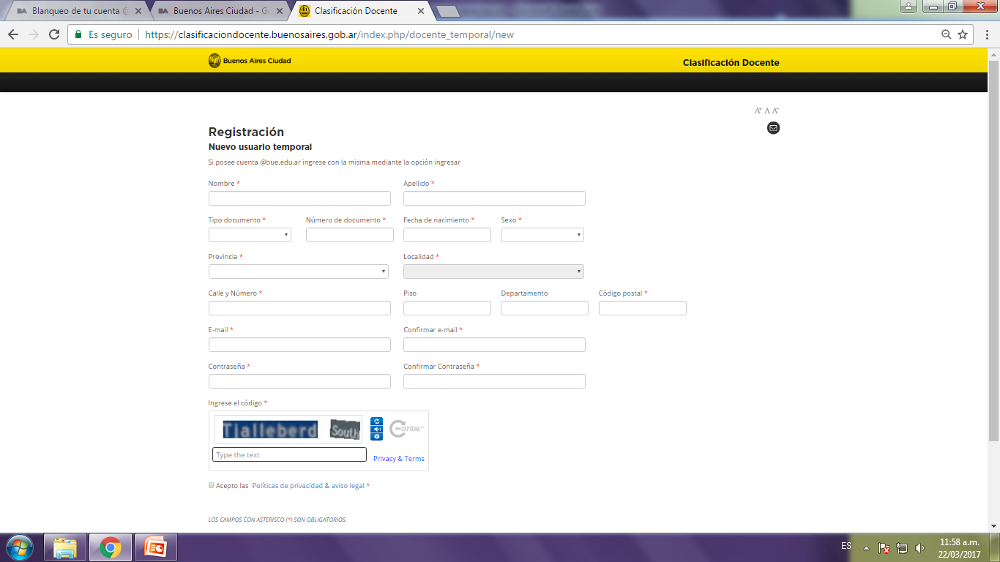 Blanqueo de tu cuenta @
Buenos Aires Ciudad - G
Clasificación Docente
Es seguro
https://clasificaciondocente.buenosaires.gob.ar/index.php/docente_temporal/new
Buenos Aires Ciudad
Clasificación Docente
A+ A A-
Registración
Nuevo usuario temporal
Si posee cuenta @bue.edu.ar ingrese con la misma mediante la opción ingresar
Nombre * Apellido *
Tipo documento * Número de documento * Fecha de nacimiento * Sexo *
Provincia * Localidad *
Calle y Número * Piso Departamento Código postal *
E-mail * Confirmar e-mail *
Contraseña * Confirmar Contraseña *
Ingrese el código *
Tjalleberd South
CAPTCHA™
Type the text
Privacy & Terms
Acepto las Políticas de privacidad & aviso legal *
LOS CAMPOS CON ASTERISCO (*) SON OBLIGATORIOS.
ES
11:58 a.m.
22/03/2017